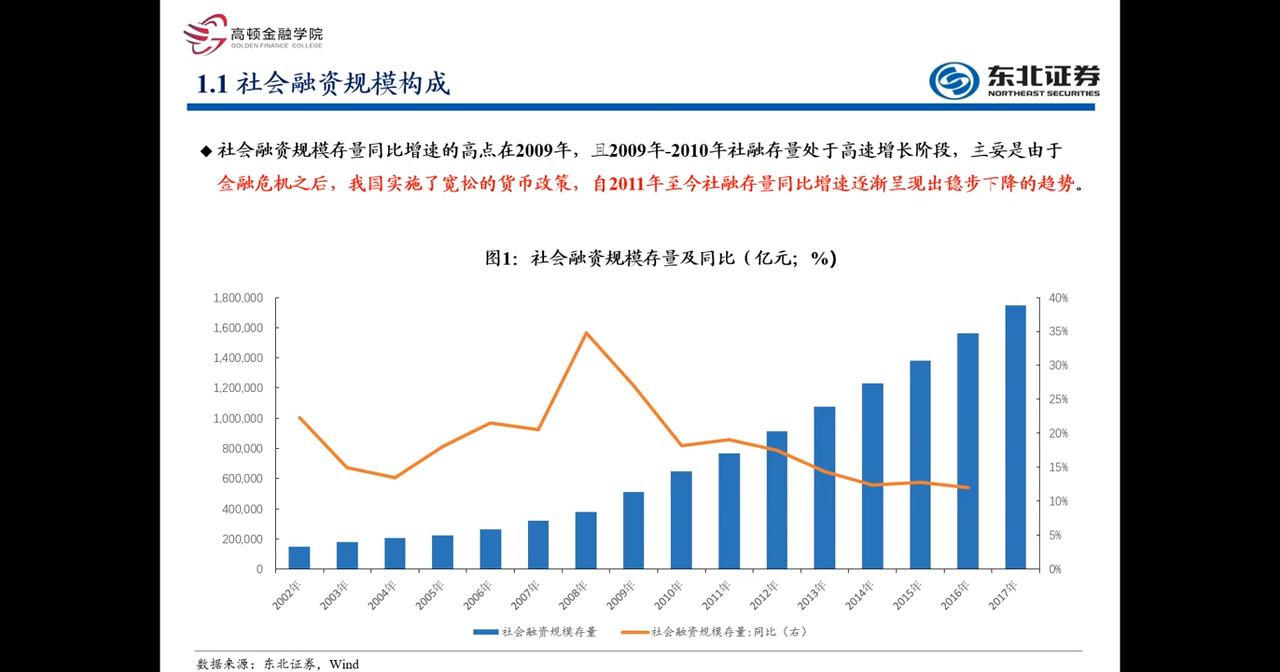 高顿金融学院
GOLDEN FINANCE COLLEGE
1.1 社会融资规模构成
东北证券
NORTHEAST SECURITIES
◆ 社会融资规模存量同比增速的高点在2009年，且2009年-2010年社融存量处于高速增长阶段，主要是由于
金融危机之后，我国实施了宽松的货币政策，自2011年至今社融存量同比增速逐渐呈现出稳步下降的趋势。
图1：社会融资规模存量及同比（亿元；%）
1,800,000
1,600,000
1,400,000
1,200,000
1,000,000
800,000
600,000
400,000
200,000
0
40%
35%
30%
25%
20%
15%
10%
5%
0%
2002年
2003年
2004年
2005年
2006年
2007年
2008年
2009年
2010年
2011年
2012年
2013年
2014年
2015年
2016年
2017年
社会融资规模存量
社会融资规模存量:同比（右）
数据来源：东北证券，Wind